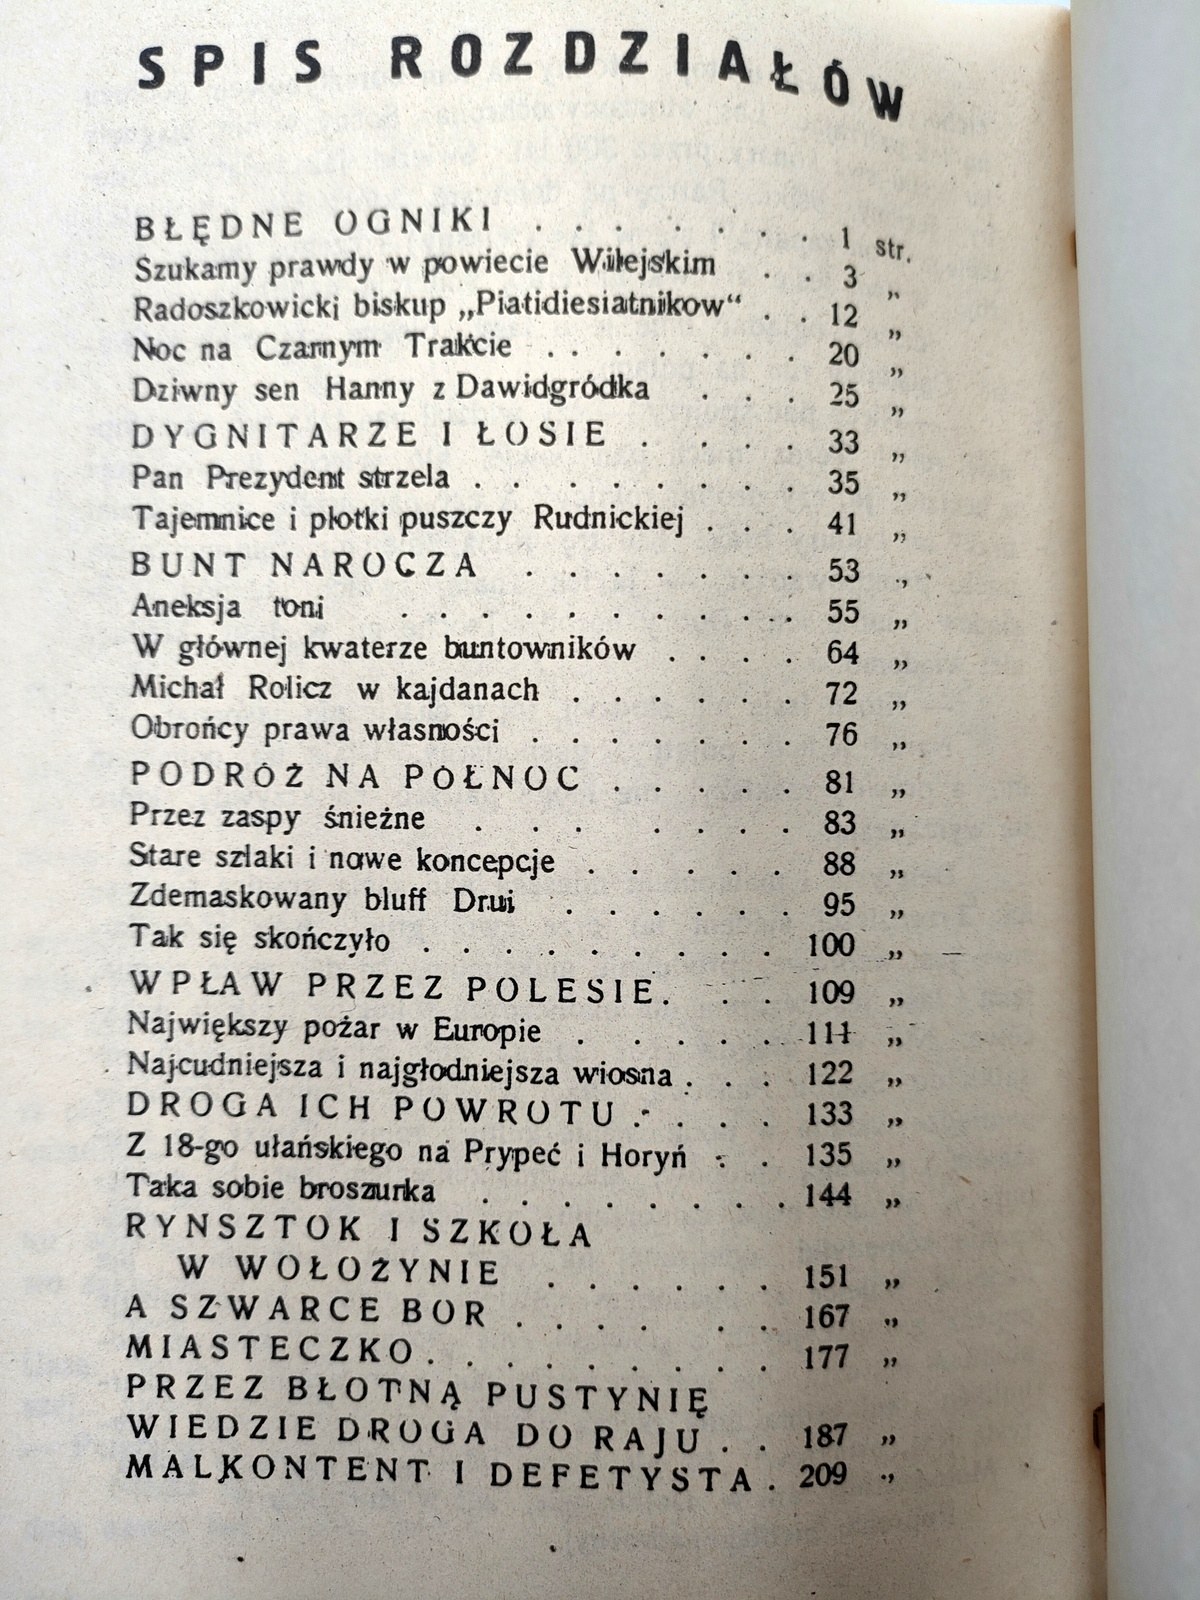 SPIS ROZDZIAŁÓW
BŁĘDNE OGNIKI . . . . . . . 1 str.
Szukamy prawdy w powiecie Wilejskim . . 3 „
Radoszkowicki biskup „Piatidiesiatnikow“ . . 12 „
Noc na Czarnym Trakcie . . . . . . . 20 „
Dziwny sen Hanny z Dawidgródka . . . 25 „
DYGNITARZE I ŁOSIE . . . . 33 „
Pan Prezydent strzela . . . . . . . . 35 „
Tajemnice i plotki puszczy Rudnickiej . . . 41 „
BUNT NAROCZA . . . . . . . 53 „
Aneksja toni . . . . . . . . . . . 55 „
W głównej kwaterze buntowników . . . . 64 „
Michał Rolicz w kajdanach . . . . . . 72 „
Obrońcy prawa własności . . . . . . . 76 „
PODRÓŻ NA PÓŁNOC . . . . . 81 „
Przez zaspy śnieżne . . . . . . . 83 „
Stare szlaki i nowe koncepcje . . . . . 88 „
Zdemaskowany bluff Drui . . . . . . 95 „
Tak się skończyło . . . . . . . . . 100 „
WPŁAW PRZEZ POLESIE. . . 109 „
Największy pożar w Europie . . . . . 111 „
Najcudniejsza i najgłodniejsza wiosna . . . 122 „
DROGA ICH POWROTU . . . . 133 „
Z 18-go ułańskiego na Prypeć i Horyń . . 135 „
Taka sobie broszurka . . . . . . . . 144 „
RYNSZTOK I SZKOŁA
W WOŁOŻYNIE . . . . . . 151 „
A SZWARCE BOR . . . . . . 167 „
MIASTECZKO . . . . . . . . . 177 „
PRZEZ BŁOTNĄ PUSTYNIĘ
WIEDZIE DROGA DO RAJU . . 187 „
MALKONTENT I DEFETYSTA . 209 „